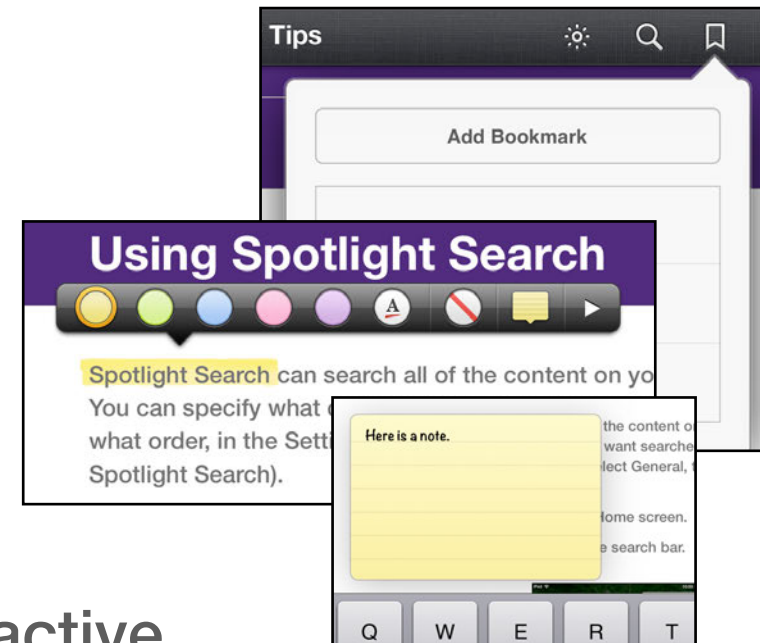 Tips
Add Bookmark
Using Spotlight Search
A
Spotlight Search can search all of the content on yo
You can specify what
what order, in the Setti
Spotlight Search).
Here is a note.
the content o
want searche
lect General,
Home screen.
e search bar.
Q W E R T
active